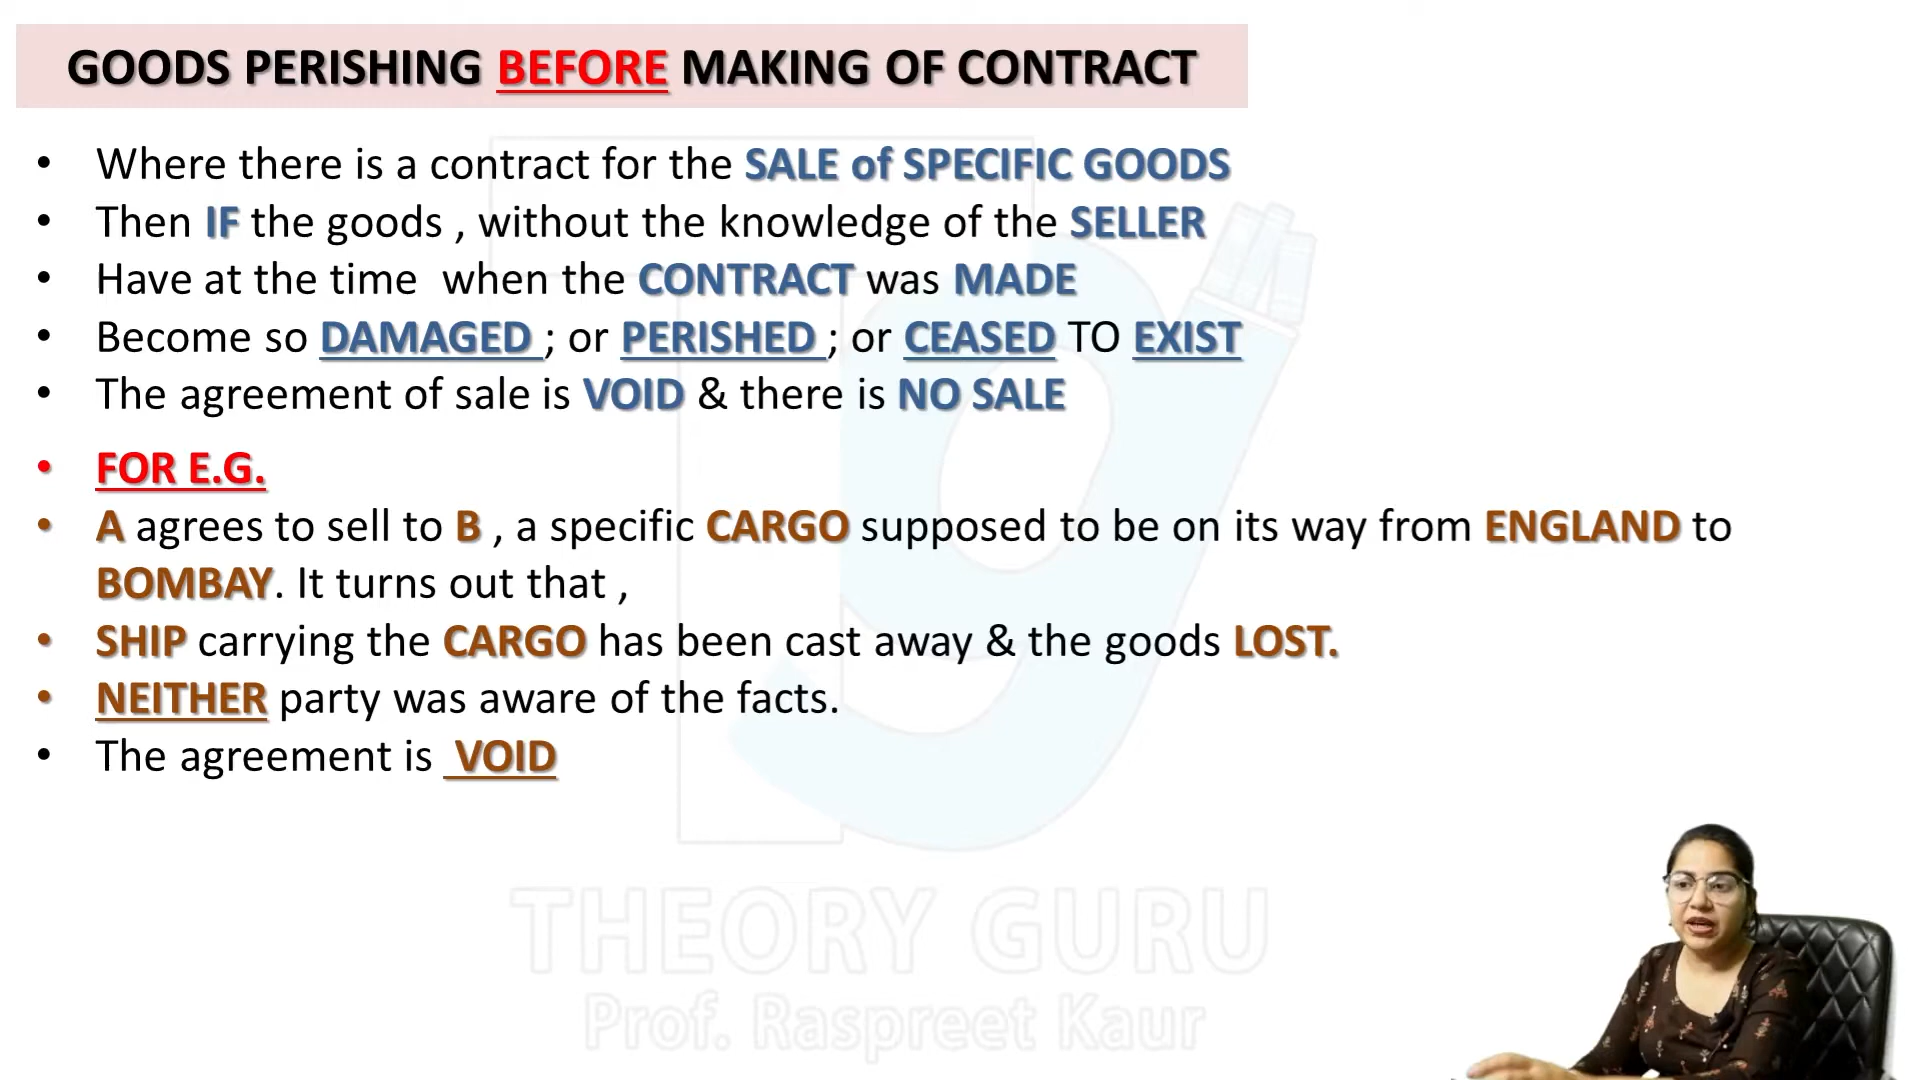 GOODS PERISHING BEFORE MAKING OF CONTRACT
• Where there is a contract for the SALE of SPECIFIC GOODS
• Then IF the goods , without the knowledge of the SELLER
• Have at the time when the CONTRACT was MADE
• Become so DAMAGED ; or PERISHED ; or CEASED TO EXIST
• The agreement of sale is VOID & there is NO SALE
• FOR E.G.
• A agrees to sell to B , a specific CARGO supposed to be on its way from ENGLAND to
BOMBAY. It turns out that ,
• SHIP carrying the CARGO has been cast away & the goods LOST.
• NEITHER party was aware of the facts.
• The agreement is VOID
THEORY GURU
Prof. Raspreet Kaur